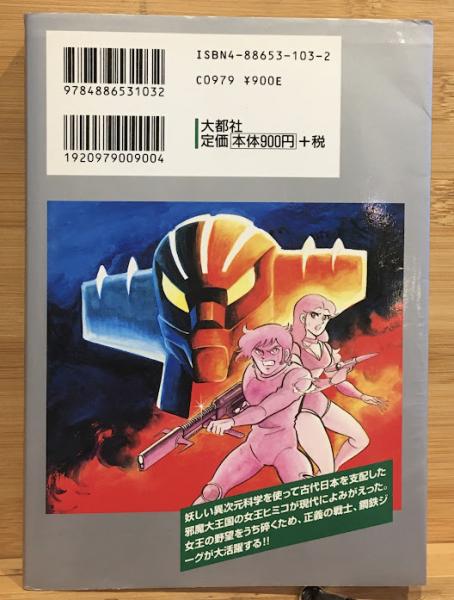 ISBN4-88653-103-2
C0979 ¥900E
9784886531032
大都社
定価 本体900円 +税
1920979009004
妖しい異次元科学を使って古代日本を支配した
邪魔大王国の女王ヒミコが現代によみがえった。
女王の野望をうち砕くため、正義の戦士、鋼鉄ジ
ーグが大活躍する!!